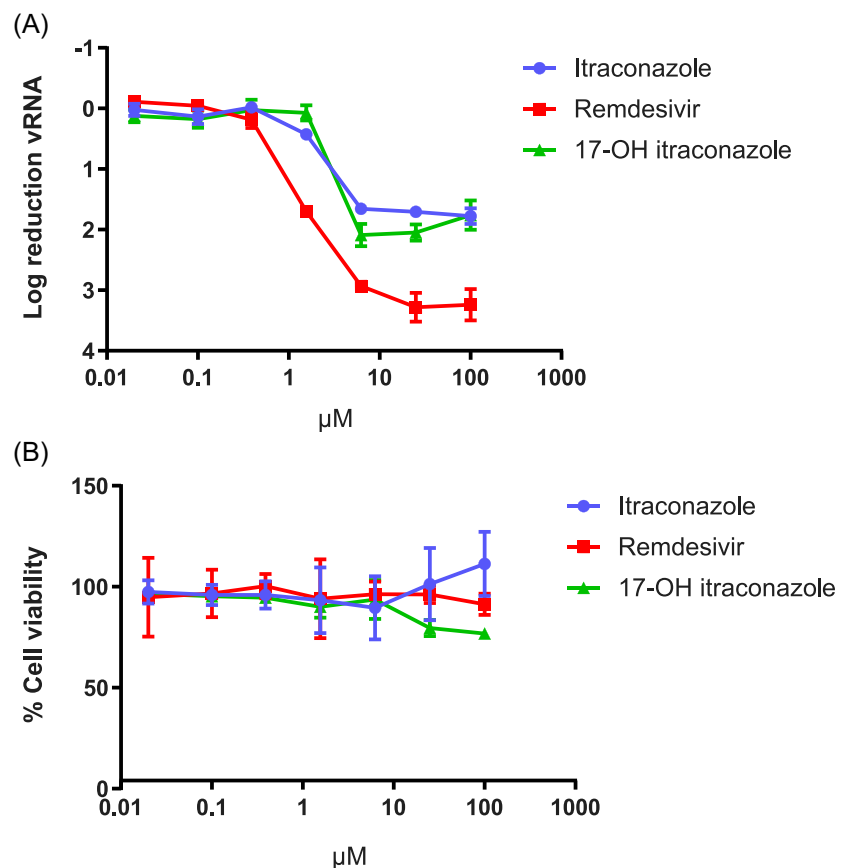 (A)
Log reduction vRNA
-1
0
1
2
3
4
0.01 0.1 1 10 100 1000
µM
Itraconazole
Remdesivir
17-OH itraconazole
(B)
% Cell viability
150
100
50
0
0.01 0.1 1 10 100 1000
µM
Itraconazole
Remdesivir
17-OH itraconazole